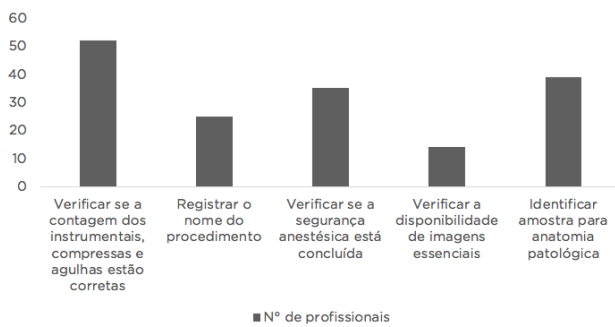 60
50
40
30
20
10
0
Verificar se a contagem dos instrumentais, compressas e agulhas estão corretas
Registrar o nome do procedimento
Verificar se a segurança anestésica está concluída
Verificar a disponibilidade de imagens essenciais
Identificar amostra para anatomia patológica
N° de profissionais